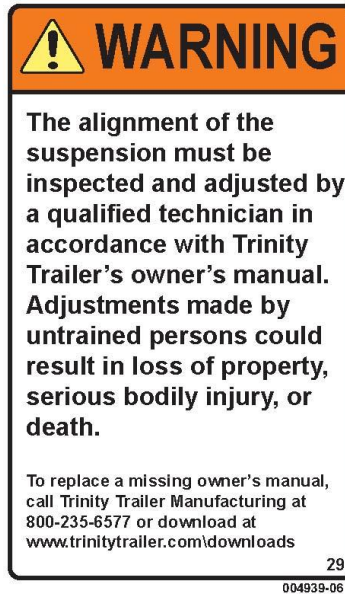 WARNING
The alignment of the
suspension must be
inspected and adjusted by
a qualified technician in
accordance with Trinity
Trailer's owner's manual.
Adjustments made by
untrained persons could
result in loss of property,
serious bodily injury, or
death.
To replace a missing owner's manual,
call Trinity Trailer Manufacturing at
800-235-6577 or download at
www.trinitytrailer.com\downloads
29
004939-06